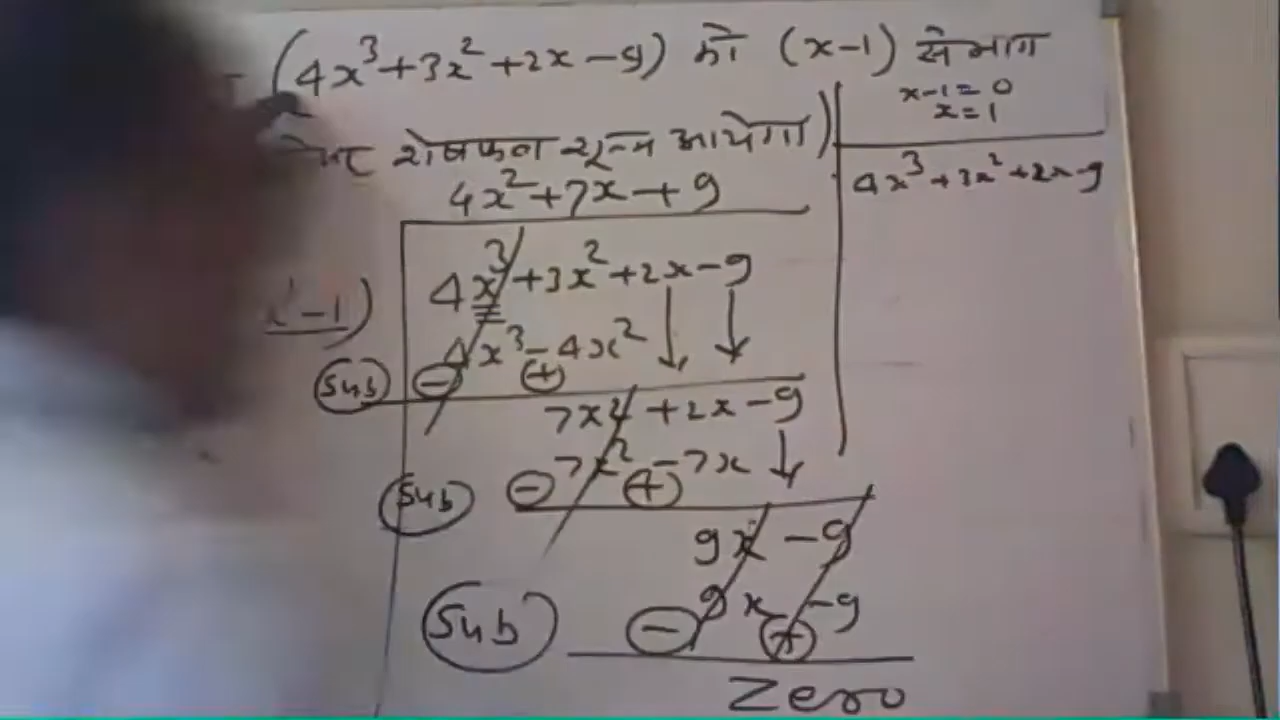 (4x³+3x²+2x-9) को (x-1) से भाग
x-1=0
x=1
शेषफल शून्य आयेगा)
4x³+3x²+2x-9
4x²+7x+9
x-1)
4x³+3x²+2x-9
4x³-4x²
Sub - +
7x²+2x-9
7x²-7x
Sub - +
9x-9
9x-9
Sub - +
Zero